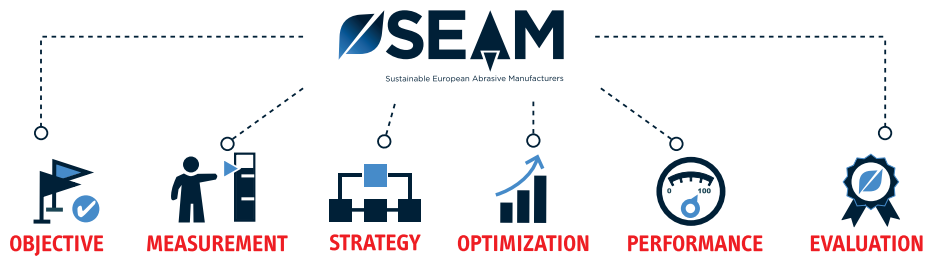 SEAM
Sustainable European Abrasive Manufacturers
0 100
OBJECTIVE MEASUREMENT STRATEGY OPTIMIZATION PERFORMANCE EVALUATION